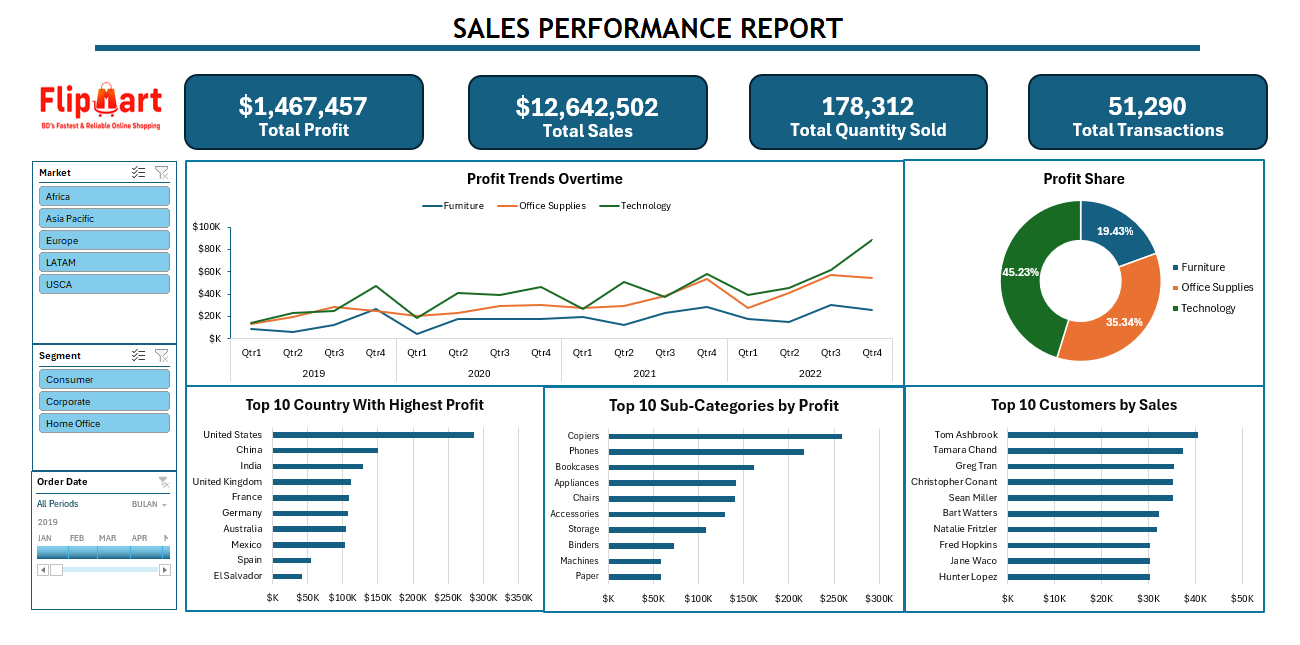 SALES PERFORMANCE REPORT
FlipMart
BD's Fastest & Reliable Online Shopping
$1,467,457
Total Profit
$12,642,502
Total Sales
178,312
Total Quantity Sold
51,290
Total Transactions
Market
Africa
Asia Pacific
Europe
LATAM
USCA
Segment
Consumer
Corporate
Home Office
Order Date
All Periods BULAN
2019
JAN FEB MAR APR
Profit Trends Overtime
Furniture Office Supplies Technology
$100K
$80K
$60K
$40K
$20K
$K
Qtr1 Qtr2 Qtr3 Qtr4 Qtr1 Qtr2 Qtr3 Qtr4 Qtr1 Qtr2 Qtr3 Qtr4 Qtr1 Qtr2 Qtr3 Qtr4
2019 2020 2021 2022
Profit Share
19.43%
45.23%
35.34%
Furniture
Office Supplies
Technology
Top 10 Country With Highest Profit
United States
China
India
United Kingdom
France
Germany
Australia
Mexico
Spain
El Salvador
$K $50K $100K $150K $200K $250K $300K $350K
Top 10 Sub-Categories by Profit
Copiers
Phones
Bookcases
Appliances
Chairs
Accessories
Storage
Binders
Machines
Paper
$K $50K $100K $150K $200K $250K $300K
Top 10 Customers by Sales
Tom Ashbrook
Tamara Chand
Greg Tran
Christopher Conant
Sean Miller
Bart Watters
Natalie Fritzler
Fred Hopkins
Jane Waco
Hunter Lopez
$K $10K $20K $30K $40K $50K